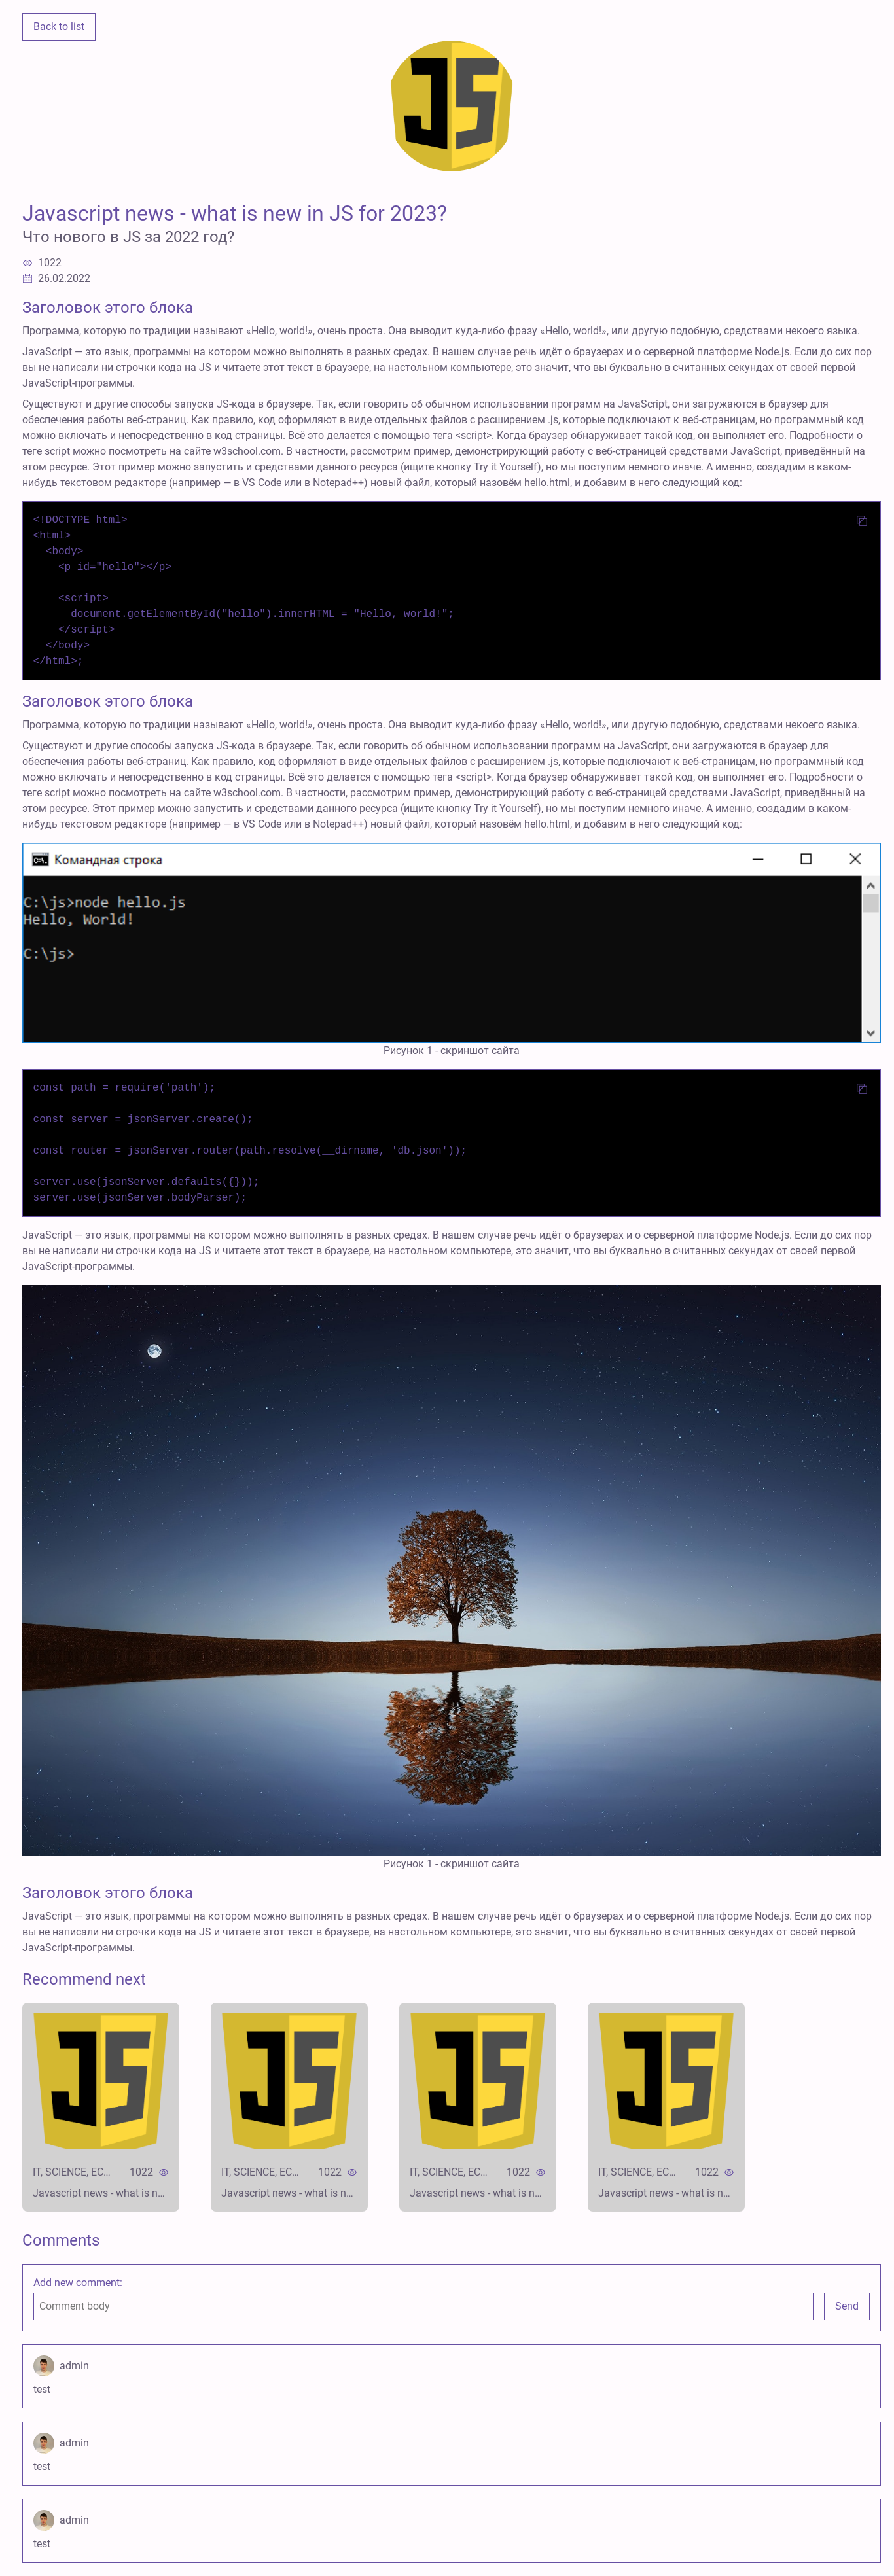 Back to list
JS
Javascript news - what is new in JS for 2023?
Что нового в JS за 2022 год?
1022
26.02.2022
Заголовок этого блока
Программа, которую по традиции называют «Hello, world!», очень проста. Она выводит куда-либо фразу «Hello, world!», или другую подобную, средствами некоего языка.
JavaScript — это язык, программы на котором можно выполнять в разных средах. В нашем случае речь идёт о браузерах и о серверной платформе Node.js. Если до сих пор
вы не написали ни строчки кода на JS и читаете этот текст в браузере, на настольном компьютере, это значит, что вы буквально в считанных секундах от своей первой
JavaScript-программы.
Существуют и другие способы запуска JS-кода в браузере. Так, если говорить об обычном использовании программ на JavaScript, они загружаются в браузер для
обеспечения работы веб-страниц. Как правило, код оформляют в виде отдельных файлов с расширением .js, которые подключают к веб-страницам, но программный код
можно включать и непосредственно в код страницы. Всё это делается с помощью тега <script>. Когда браузер обнаруживает такой код, он выполняет его. Подробности о
теге script можно посмотреть на сайте w3school.com. В частности, рассмотрим пример, демонстрирующий работу с веб-страницей средствами JavaScript, приведённый на
этом ресурсе. Этот пример можно запустить и средствами данного ресурса (ищите кнопку Try it Yourself), но мы поступим немного иначе. А именно, создадим в каком-
нибудь текстовом редакторе (например — в VS Code или в Notepad++) новый файл, который назовём hello.html, и добавим в него следующий код:
<!DOCTYPE html>
<html>
  <body>
    <p id="hello"></p>
    <script>
      document.getElementById("hello").innerHTML = "Hello, world!";
    </script>
  </body>
</html>;
Заголовок этого блока
Программа, которую по традиции называют «Hello, world!», очень проста. Она выводит куда-либо фразу «Hello, world!», или другую подобную, средствами некоего языка.
Существуют и другие способы запуска JS-кода в браузере. Так, если говорить об обычном использовании программ на JavaScript, они загружаются в браузер для
обеспечения работы веб-страниц. Как правило, код оформляют в виде отдельных файлов с расширением .js, которые подключают к веб-страницам, но программный код
можно включать и непосредственно в код страницы. Всё это делается с помощью тега <script>. Когда браузер обнаруживает такой код, он выполняет его. Подробности о
теге script можно посмотреть на сайте w3school.com. В частности, рассмотрим пример, демонстрирующий работу с веб-страницей средствами JavaScript, приведённый на
этом ресурсе. Этот пример можно запустить и средствами данного ресурса (ищите кнопку Try it Yourself), но мы поступим немного иначе. А именно, создадим в каком-
нибудь текстовом редакторе (например — в VS Code или в Notepad++) новый файл, который назовём hello.html, и добавим в него следующий код:
C:\. Командная строка
C:\js>node hello.js
Hello, World!
C:\js>
Рисунок 1 - скриншот сайта
const path = require('path');
const server = jsonServer.create();
const router = jsonServer.router(path.resolve(__dirname, 'db.json'));
server.use(jsonServer.defaults({}));
server.use(jsonServer.bodyParser);
JavaScript — это язык, программы на котором можно выполнять в разных средах. В нашем случае речь идёт о браузерах и о серверной платформе Node.js. Если до сих пор
вы не написали ни строчки кода на JS и читаете этот текст в браузере, на настольном компьютере, это значит, что вы буквально в считанных секундах от своей первой
JavaScript-программы.
Рисунок 1 - скриншот сайта
Заголовок этого блока
JavaScript — это язык, программы на котором можно выполнять в разных средах. В нашем случае речь идёт о браузерах и о серверной платформе Node.js. Если до сих пор
вы не написали ни строчки кода на JS и читаете этот текст в браузере, на настольном компьютере, это значит, что вы буквально в считанных секундах от своей первой
JavaScript-программы.
Recommend next
JS JS JS JS
IT, SCIENCE, EC... 1022 IT, SCIENCE, EC... 1022 IT, SCIENCE, EC... 1022 IT, SCIENCE, EC... 1022
Javascript news - what is n... Javascript news - what is n... Javascript news - what is n... Javascript news - what is n...
Comments
Add new comment:
Comment body Send
admin
test
admin
test
admin
test